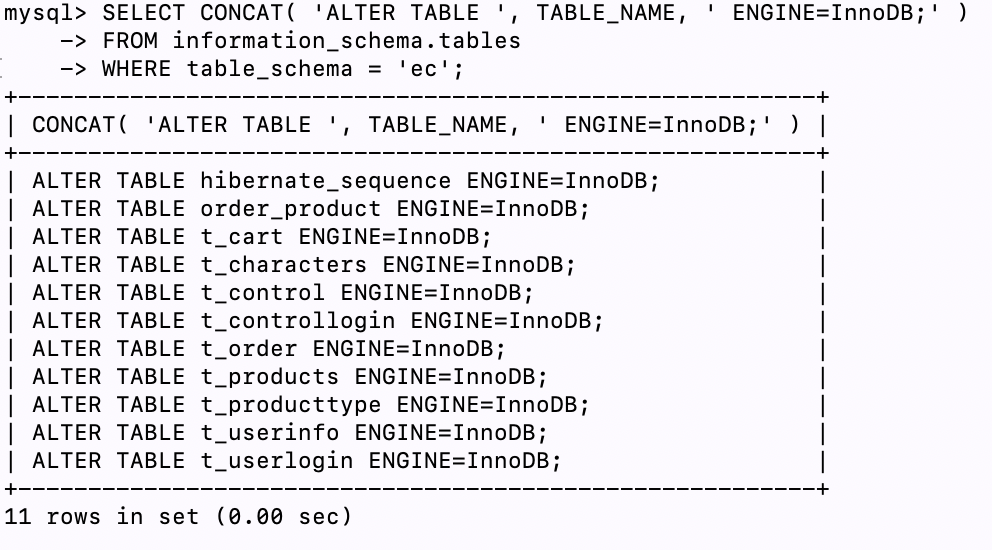 mysql> SELECT CONCAT( 'ALTER TABLE ', TABLE_NAME, ' ENGINE=InnoDB;' )
    -> FROM information_schema.tables
    -> WHERE table_schema = 'ec';
+---------------------------------------------------------+
| CONCAT( 'ALTER TABLE ', TABLE_NAME, ' ENGINE=InnoDB;' ) |
+---------------------------------------------------------+
| ALTER TABLE hibernate_sequence ENGINE=InnoDB;           |
| ALTER TABLE order_product ENGINE=InnoDB;                |
| ALTER TABLE t_cart ENGINE=InnoDB;                       |
| ALTER TABLE t_characters ENGINE=InnoDB;                 |
| ALTER TABLE t_control ENGINE=InnoDB;                    |
| ALTER TABLE t_controllogin ENGINE=InnoDB;               |
| ALTER TABLE t_order ENGINE=InnoDB;                      |
| ALTER TABLE t_products ENGINE=InnoDB;                   |
| ALTER TABLE t_producttype ENGINE=InnoDB;                |
| ALTER TABLE t_userinfo ENGINE=InnoDB;                   |
| ALTER TABLE t_userlogin ENGINE=InnoDB;                  |
+---------------------------------------------------------+
11 rows in set (0.00 sec)